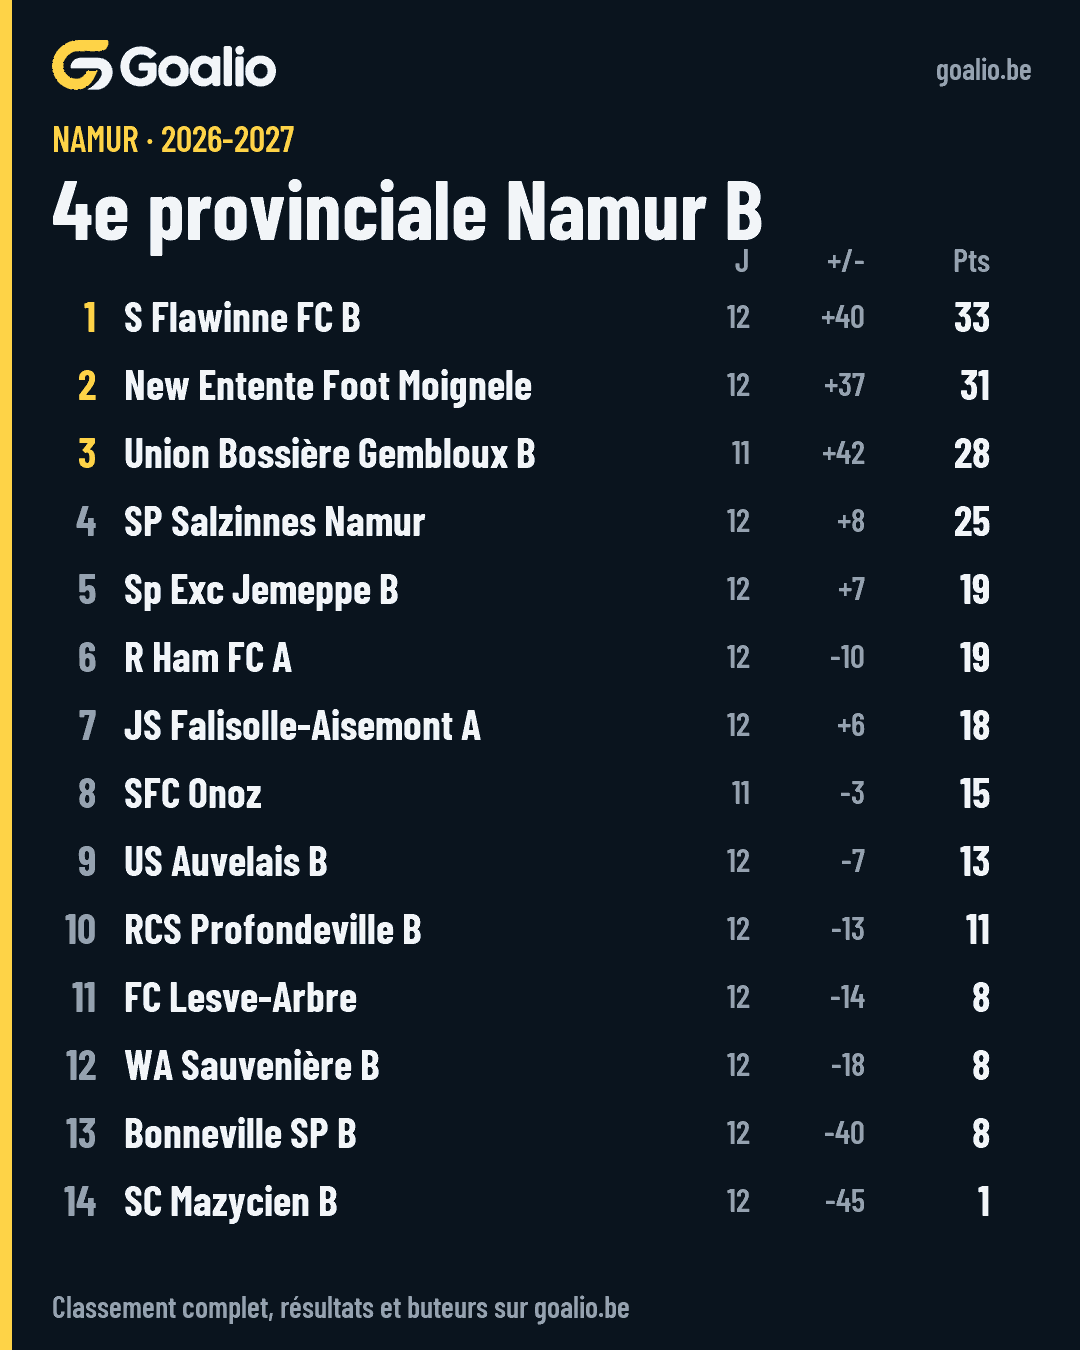 Goalio
goalio.be
NAMUR · 2026-2027
4e provinciale Namur B
J +/- Pts
1 S Flawinne FC B 12 +40 33
2 New Entente Foot Moignele 12 +37 31
3 Union Bossière Gembloux B 11 +42 28
4 SP Salzinnes Namur 12 +8 25
5 Sp Exc Jemeppe B 12 +7 19
6 R Ham FC A 12 -10 19
7 JS Falisolle-Aisemont A 12 +6 18
8 SFC Onoz 11 -3 15
9 US Auvelais B 12 -7 13
10 RCS Profondeville B 12 -13 11
11 FC Lesve-Arbre 12 -14 8
12 WA Sauvenière B 12 -18 8
13 Bonneville SP B 12 -40 8
14 SC Mazycien B 12 -45 1
Classement complet, résultats et buteurs sur goalio.be